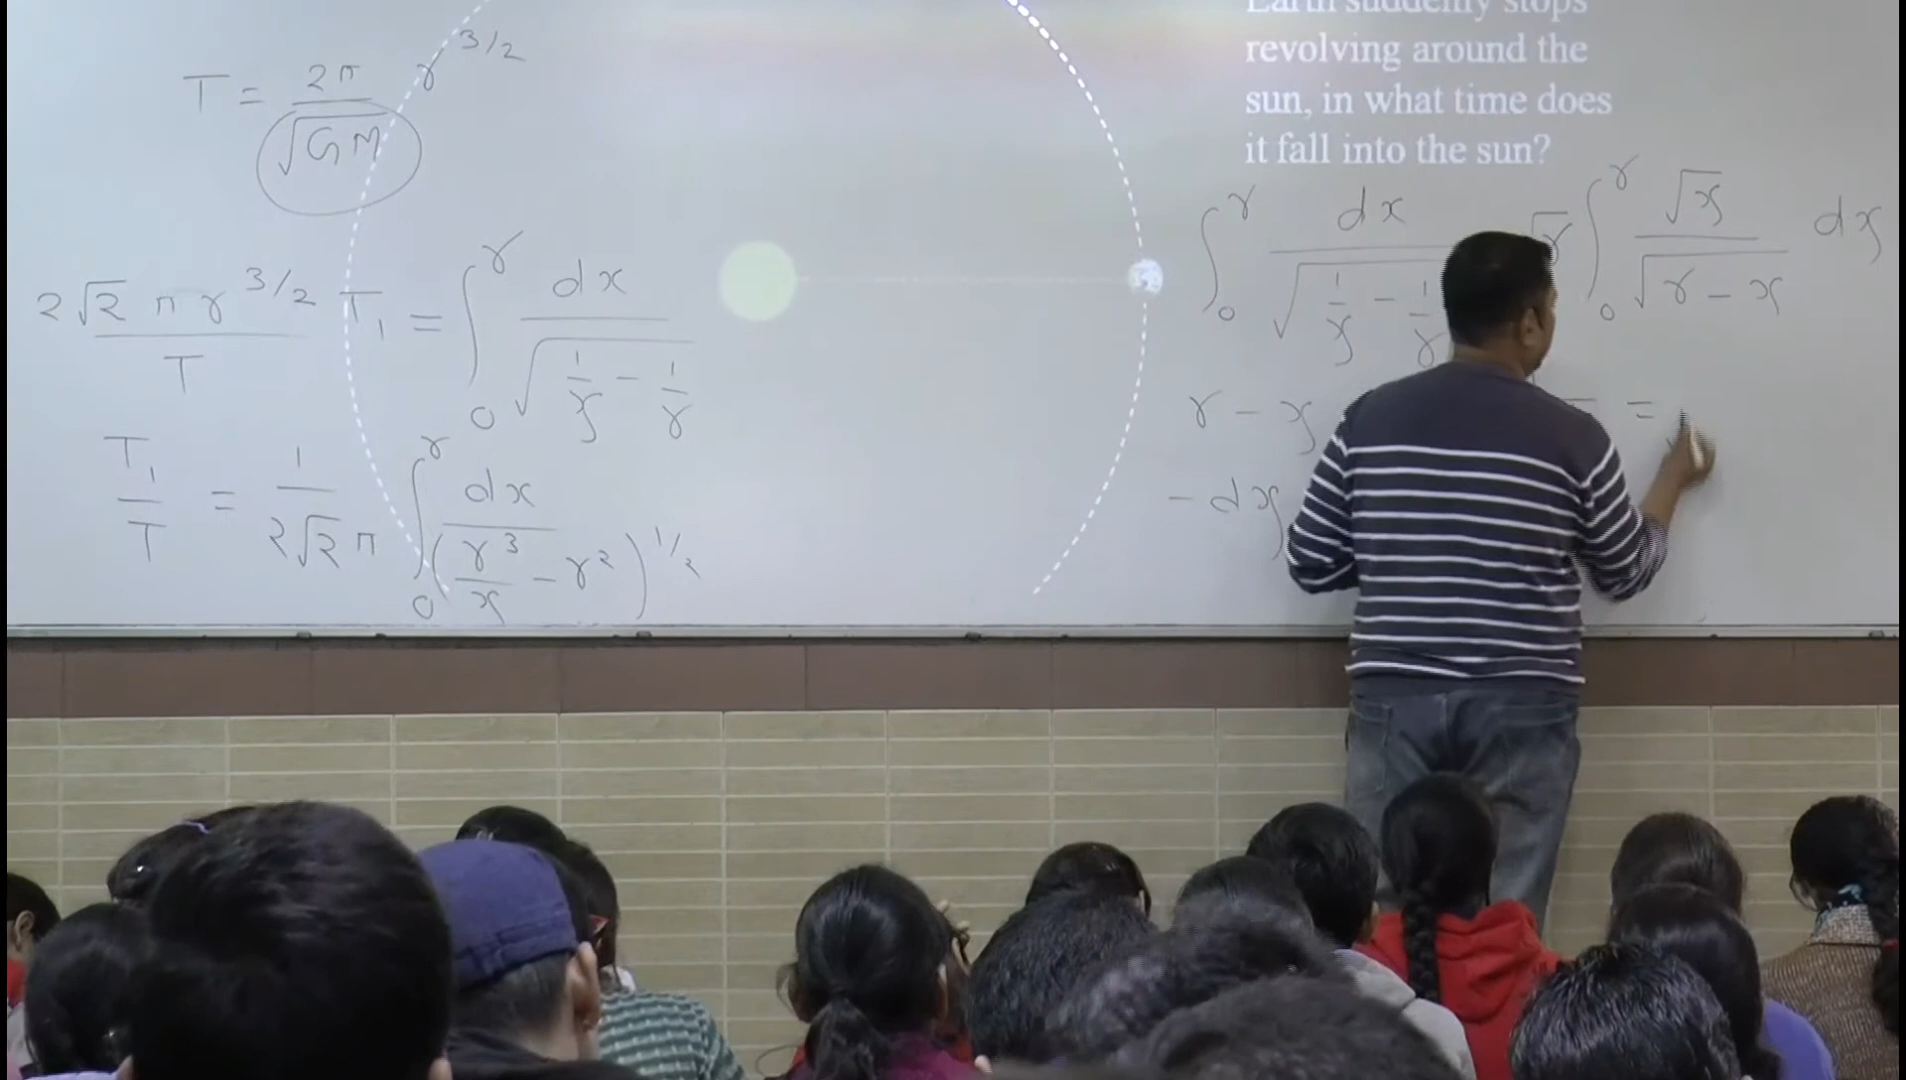 Earth suddenly stops
revolving around the
sun, in what time does
it fall into the sun?
T = 2π / √GM r^3/2
2√2 π r^3/2 / T T₁ = ∫₀^r dx / √(1/x - 1/r)
T₁/T = 1 / 2√2 π ∫₀^r dx / (r³/x - r²)^1/2
∫₀^r dx / √(1/x - 1/r) √r ∫₀^r √x / √(r - x) dx
r - x =
- dx